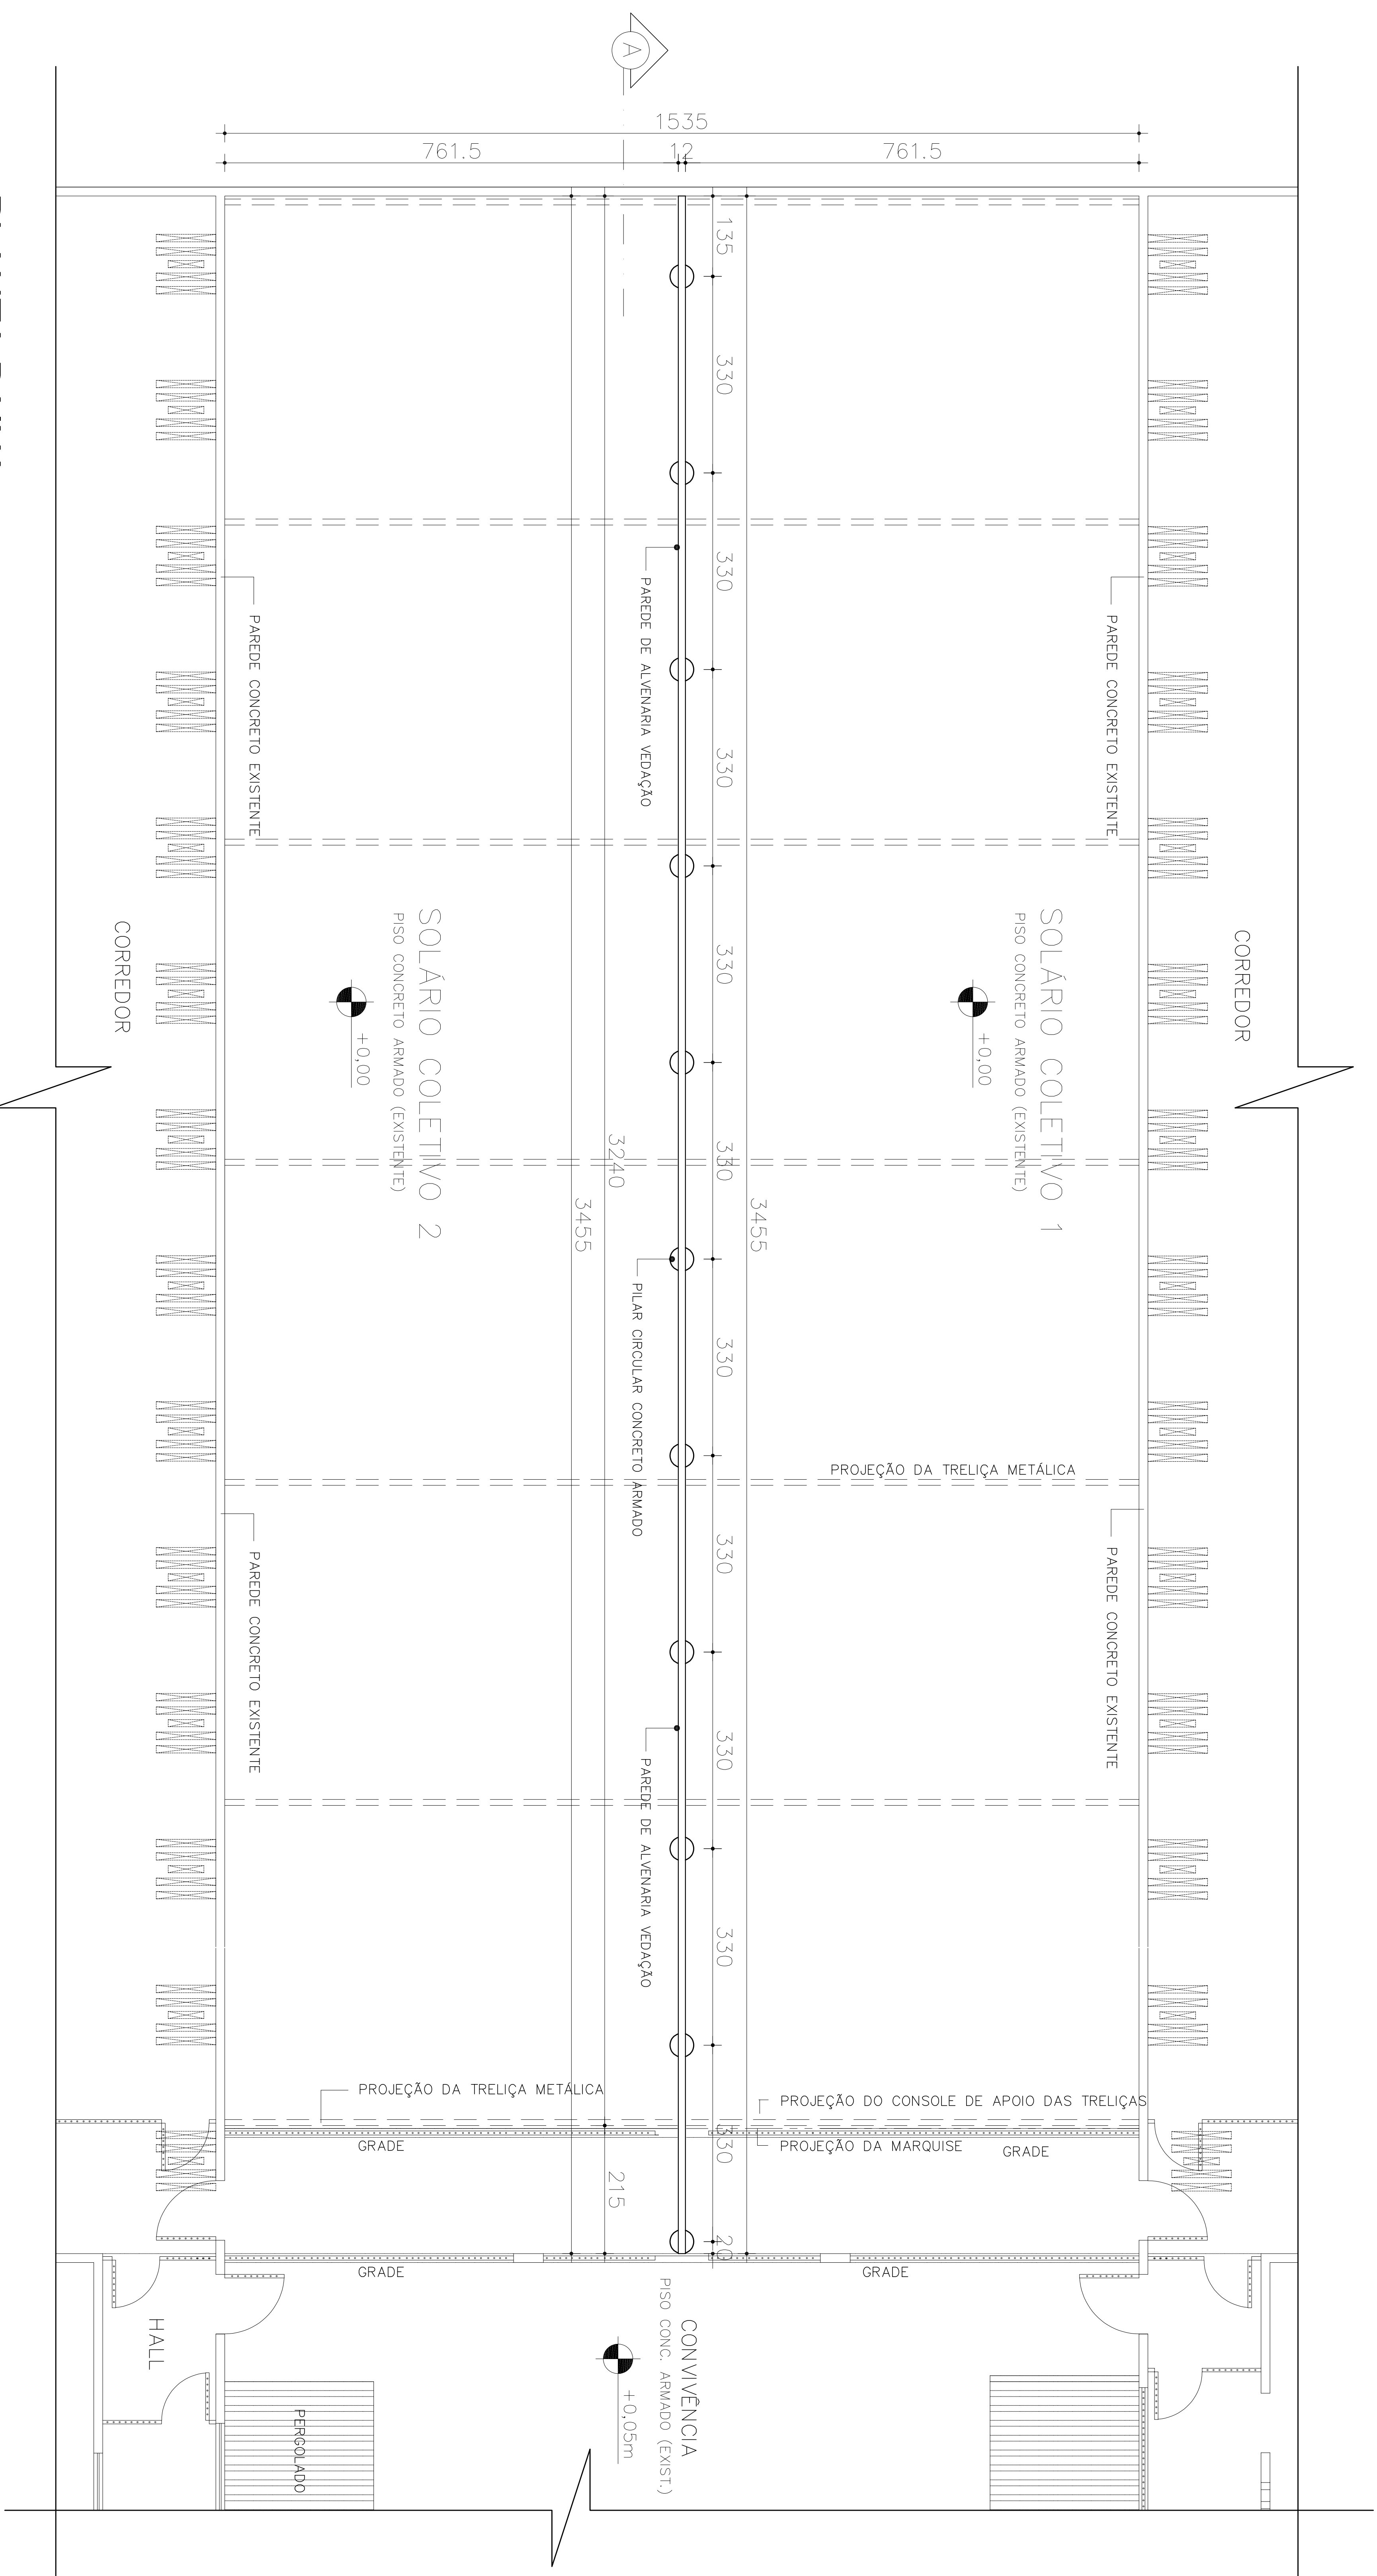 A
1535
761.5
12
761.5
135
330
330
330
330
330
330
330
330
330
330
20
3455
3240
215
3455
PAREDE CONCRETO EXISTENTE
PAREDE DE ALVENARIA VEDAÇÃO
PAREDE CONCRETO EXISTENTE
CORREDOR
SOLÁRIO COLETIVO 2
PISO CONCRETO ARMADO (EXISTENTE)
+0,00
SOLÁRIO COLETIVO 1
PISO CONCRETO ARMADO (EXISTENTE)
+0,00
CORREDOR
PILAR CIRCULAR CONCRETO ARMADO
PROJEÇÃO DA TRELIÇA METÁLICA
PAREDE CONCRETO EXISTENTE
PAREDE CONCRETO EXISTENTE
PAREDE DE ALVENARIA VEDAÇÃO
PROJEÇÃO DA TRELIÇA METÁLICA
PROJEÇÃO DO CONSOLE DE APOIO DAS TRELIÇAS
GRADE
PROJEÇÃO DA MARQUISE
GRADE
GRADE
GRADE
HALL
CONVIVÊNCIA
PISO CONC. ARMADO (EXIST.)
+0,05m
PERGOLADO